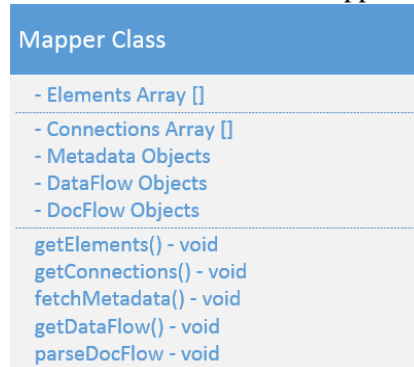 Mapper Class
- Elements Array []
- Connections Array []
- Metadata Objects
- DataFlow Objects
- DocFlow Objects
getElements() - void
getConnections() - void
fetchMetadata() - void
getDataFlow() - void
parseDocFlow - void